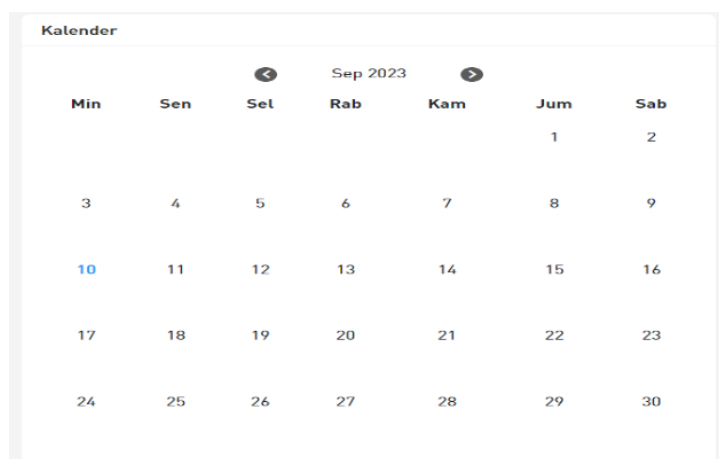 Kalender
Sep 2023
Min Sen Sel Rab Kam Jum Sab
1 2
3 4 5 6 7 8 9
10 11 12 13 14 15 16
17 18 19 20 21 22 23
24 25 26 27 28 29 30